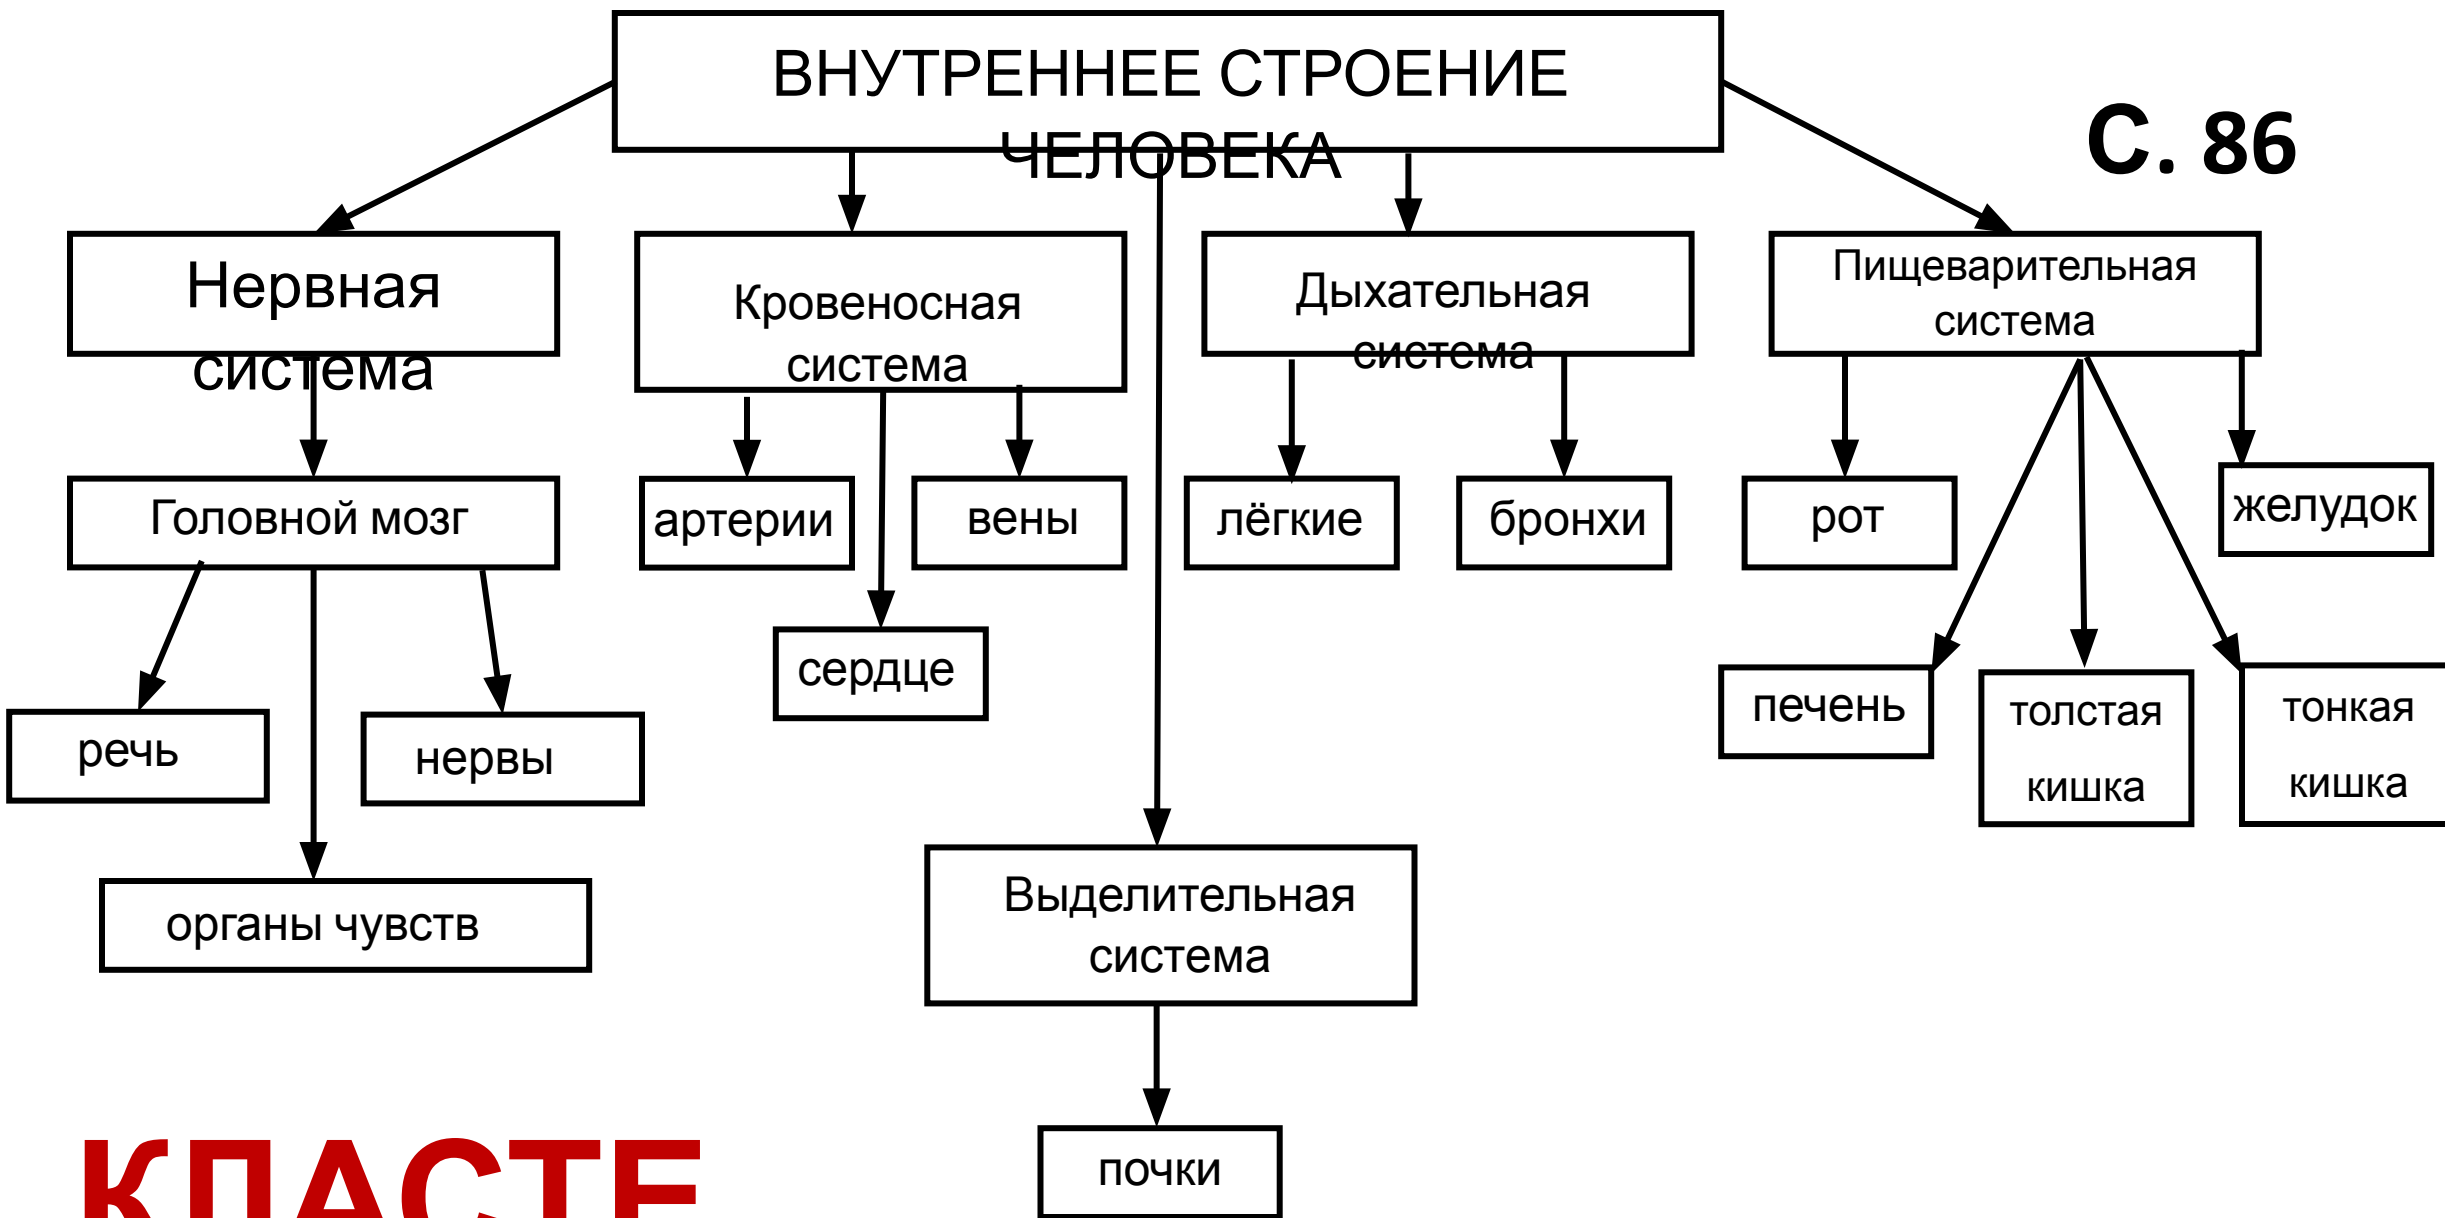 ВНУТРЕННЕЕ СТРОЕНИЕ
ЧЕЛОВЕКА
С. 86
Нервная
система
Кровеносная
система
Дыхательная
система
Пищеварительная
система
Головной мозг
артерии
вены
лёгкие
бронхи
рот
желудок
речь
нервы
сердце
печень
толстая
кишка
тонкая
кишка
органы чувств
Выделительная
система
почки
КЛАСТЕ